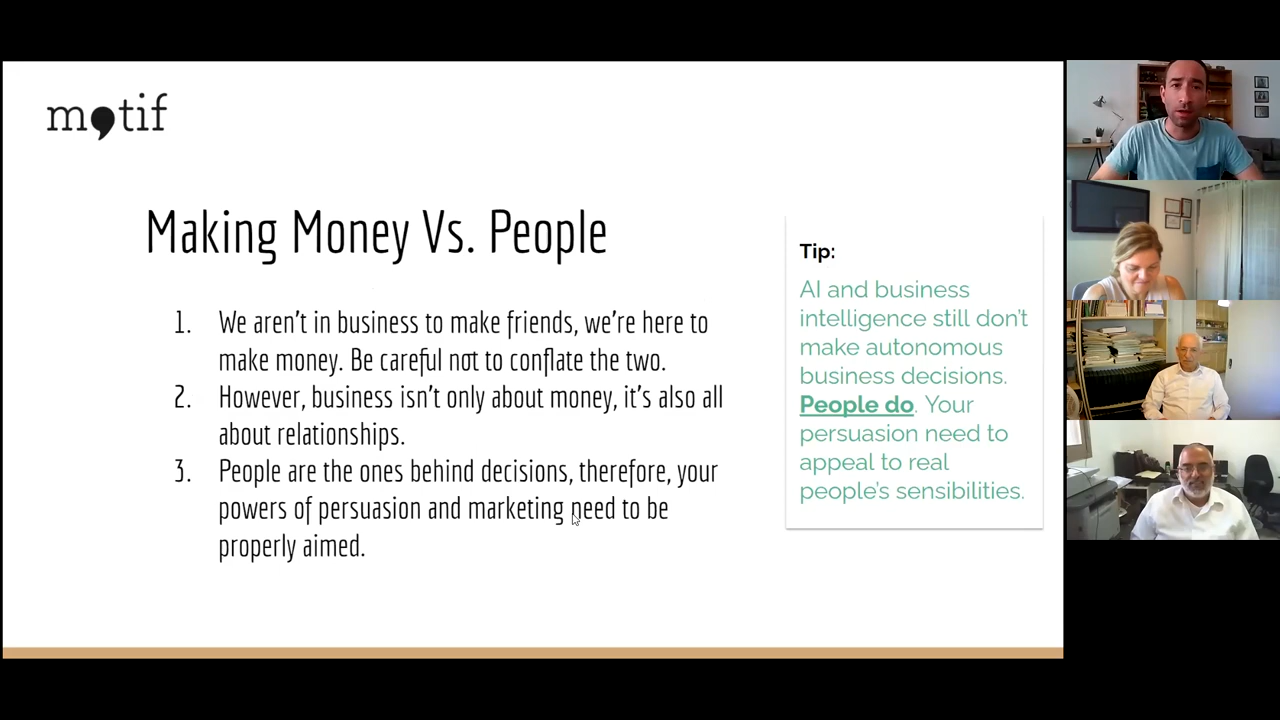 motif
Making Money Vs. People
1. We aren't in business to make friends, we're here to
make money. Be careful not to conflate the two.
2. However, business isn't only about money, it's also all
about relationships.
3. People are the ones behind decisions, therefore, your
powers of persuasion and marketing need to be
properly aimed.
Tip:
AI and business
intelligence still don't
make autonomous
business decisions.
People do. Your
persuasion need to
appeal to real
people's sensibilities.